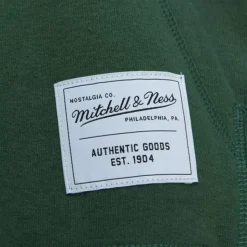 NOSTALGIA CO.
Mitchell & Ness
PHILADELPHIA, PA.
AUTHENTIC GOODS
EST. 1904